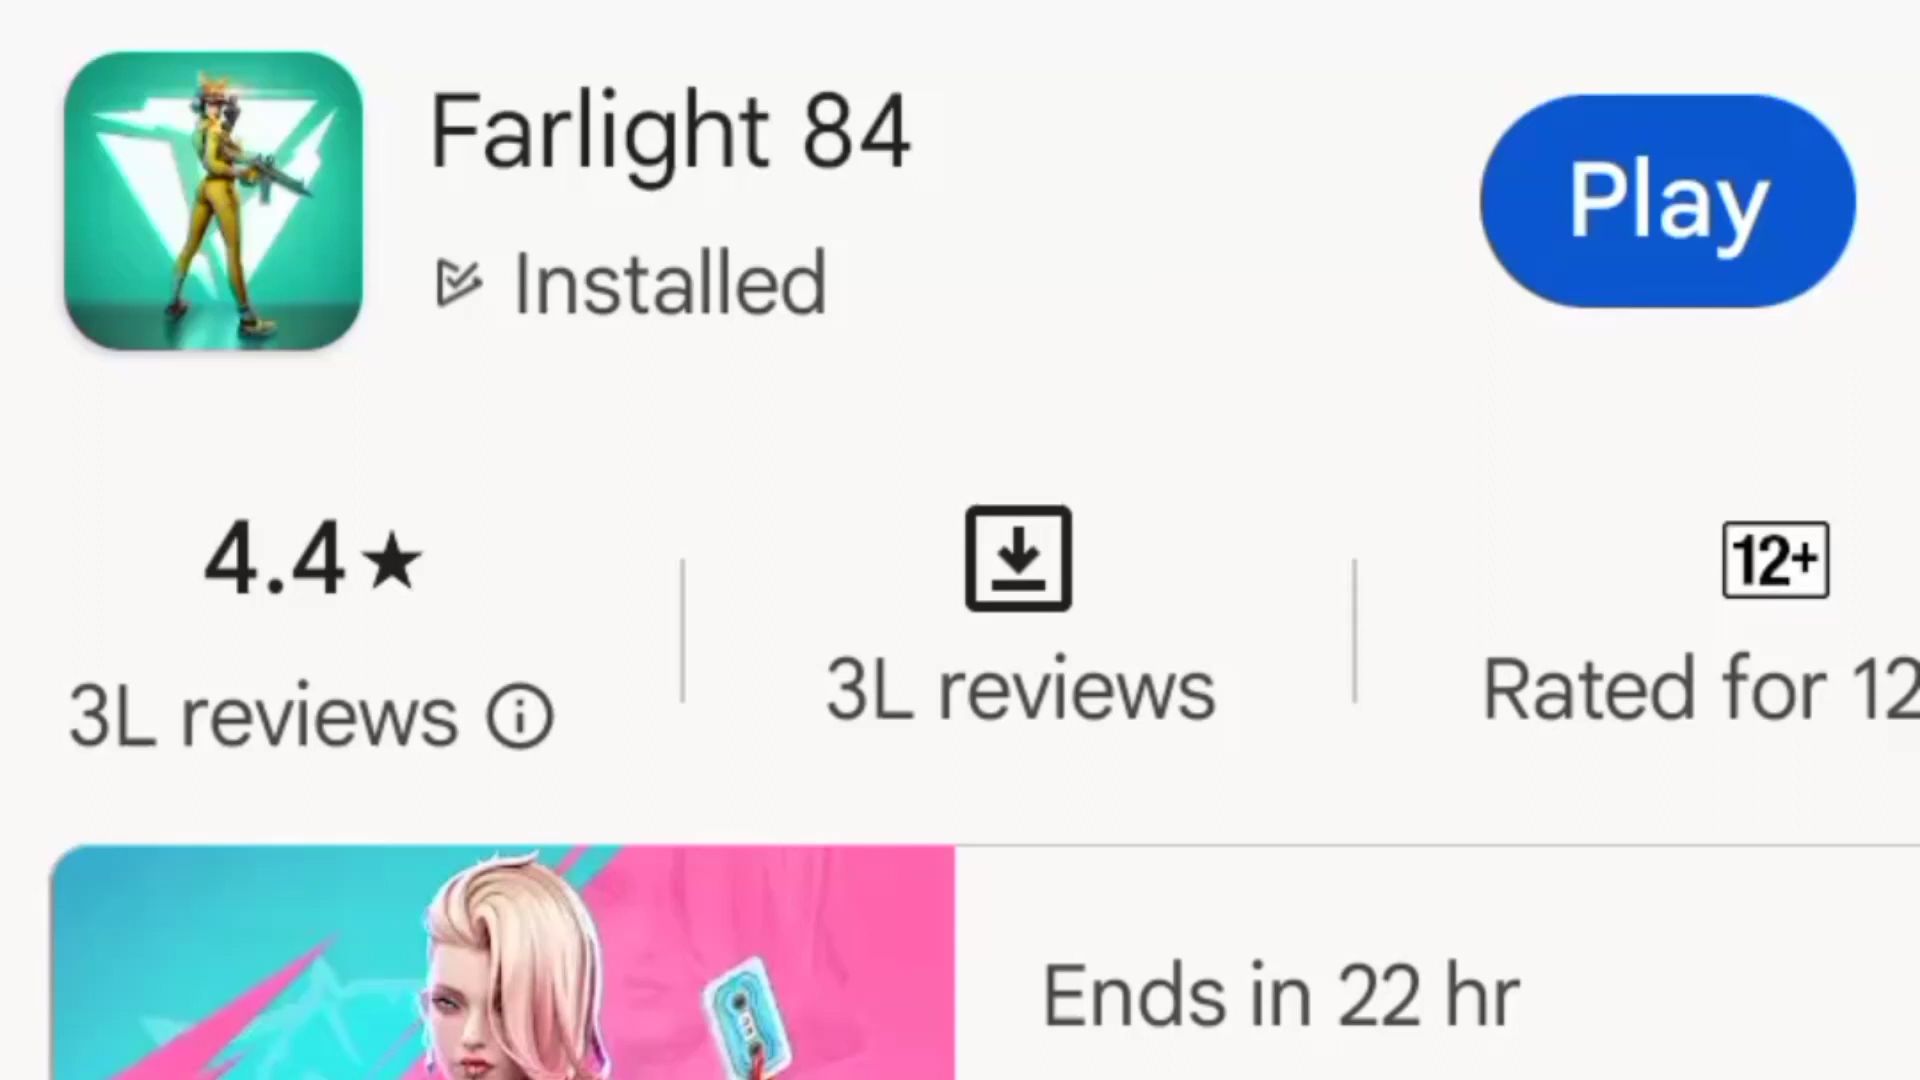 Farlight 84
Installed
Play
4.4★
3L reviews
3L reviews
12+
Rated for 12
Ends in 22 hr